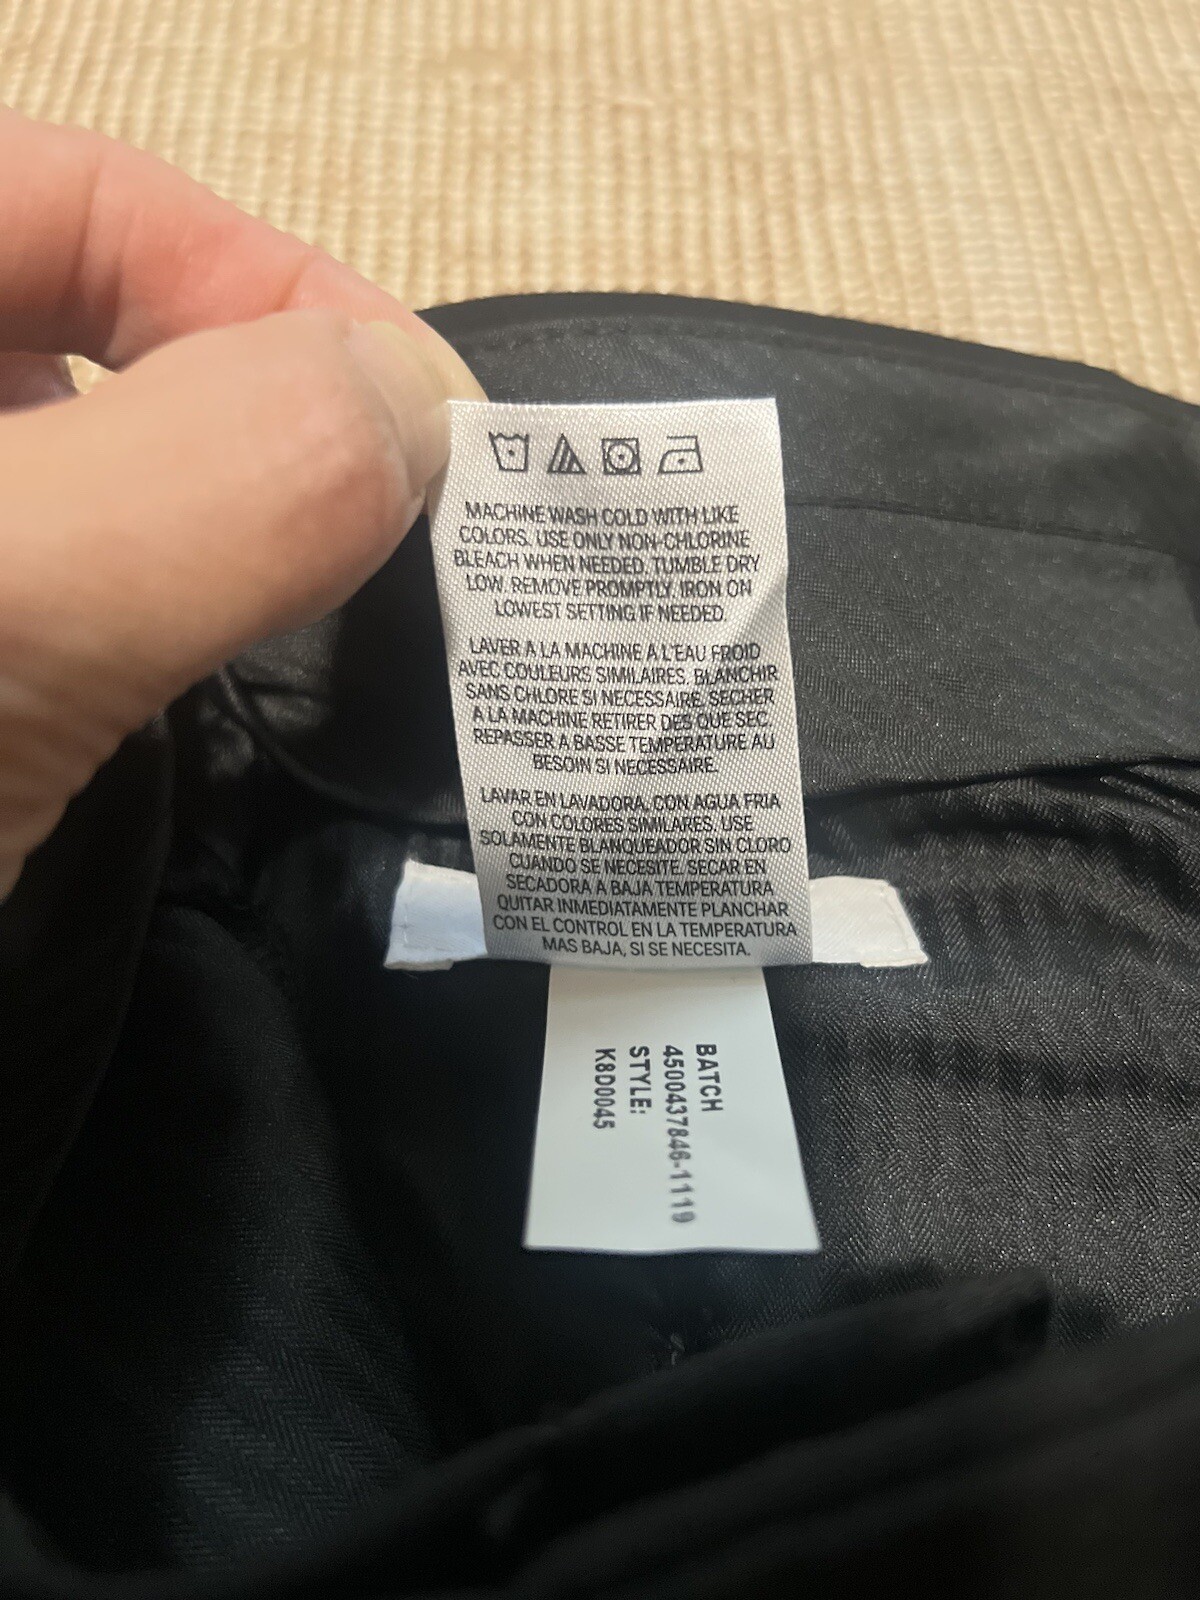 MACHINE WASH COLD WITH LIKE
COLORS. USE ONLY NON-CHLORINE
BLEACH WHEN NEEDED. TUMBLE DRY
LOW. REMOVE PROMPTLY. IRON ON
LOWEST SETTING IF NEEDED.
LAVER A LA MACHINE A L'EAU FROID
AVEC COULEURS SIMILAIRES. BLANCHIR
SANS CHLORE SI NECESSAIRE. SECHER
A LA MACHINE RETIRER DES QUE SEC.
REPASSER A BASSE TEMPERATURE AU
BESOIN SI NECESSAIRE.
LAVAR EN LAVADORA, CON AGUA FRIA
CON COLORES SIMILARES. USE
SOLAMENTE BLANQUEADOR SIN CLORO
CUANDO SE NECESITE. SECAR EN
SECADORA A BAJA TEMPERATURA
QUITAR INMEDIATAMENTE PLANCHAR
CON EL CONTROL EN LA TEMPERATURA
MAS BAJA, SI SE NECESITA.
BATCH
4500437846-1119
STYLE:
K8D0045